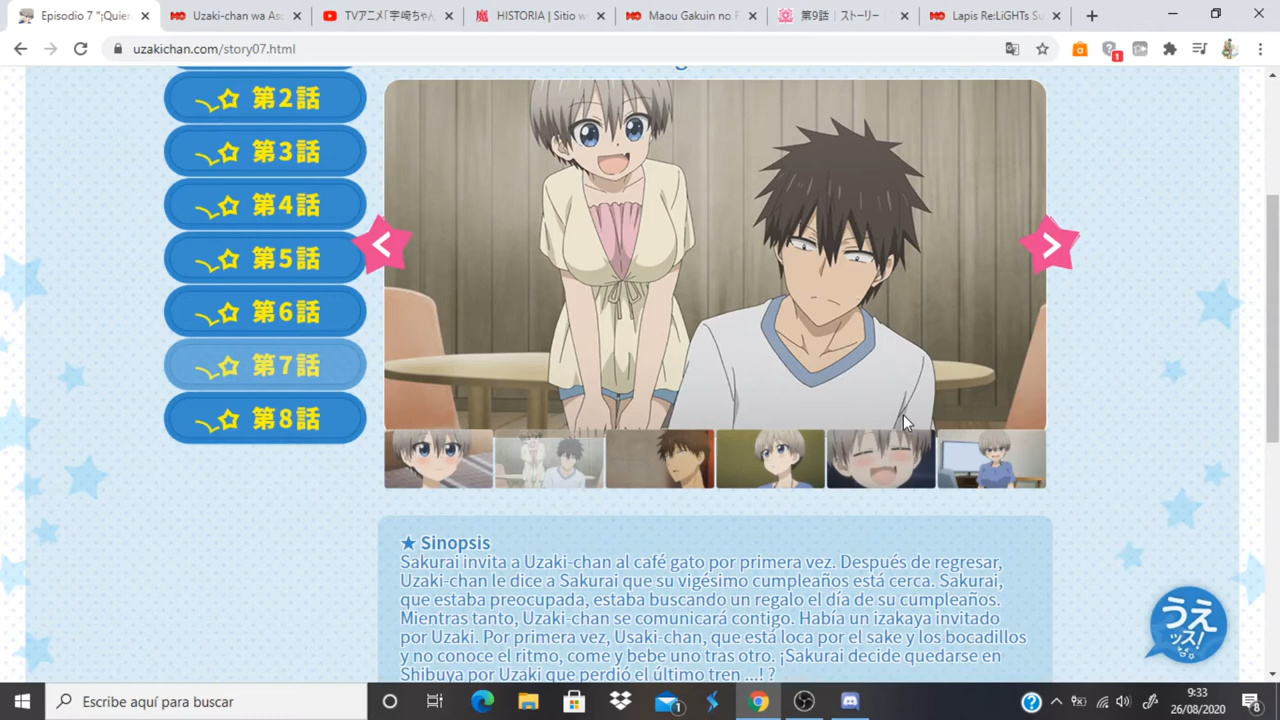 Episodio 7 "¡Quien
Uzaki-chan wa Aso
TVアニメ「宇崎ちゃん
HISTORIA | Sitio w
Maou Gakuin no F
第9話 | ストーリー
Lapis Re:LiGHTs Su
uzakichan.com/story07.html
1
第2話
第3話
第4話
第5話
第6話
第7話
第8話
★ Sinopsis
Sakurai invita a Uzaki-chan al café gato por primera vez. Después de regresar,
Uzaki-chan le dice a Sakurai que su vigésimo cumpleaños está cerca. Sakurai,
que estaba preocupada, estaba buscando un regalo el día de su cumpleaños.
Mientras tanto, Uzaki-chan se comunicará contigo. Había un izakaya invitado
por Uzaki. Por primera vez, Usaki-chan, que está loca por el sake y los bocadillos
y no conoce el ritmo, come y bebe uno tras otro. ¡Sakurai decide quedarse en
Shibuya por Uzaki que perdió el último tren ...! ?
うえ
ッス!
Escribe aquí para buscar
1
9:33
26/08/2020
8